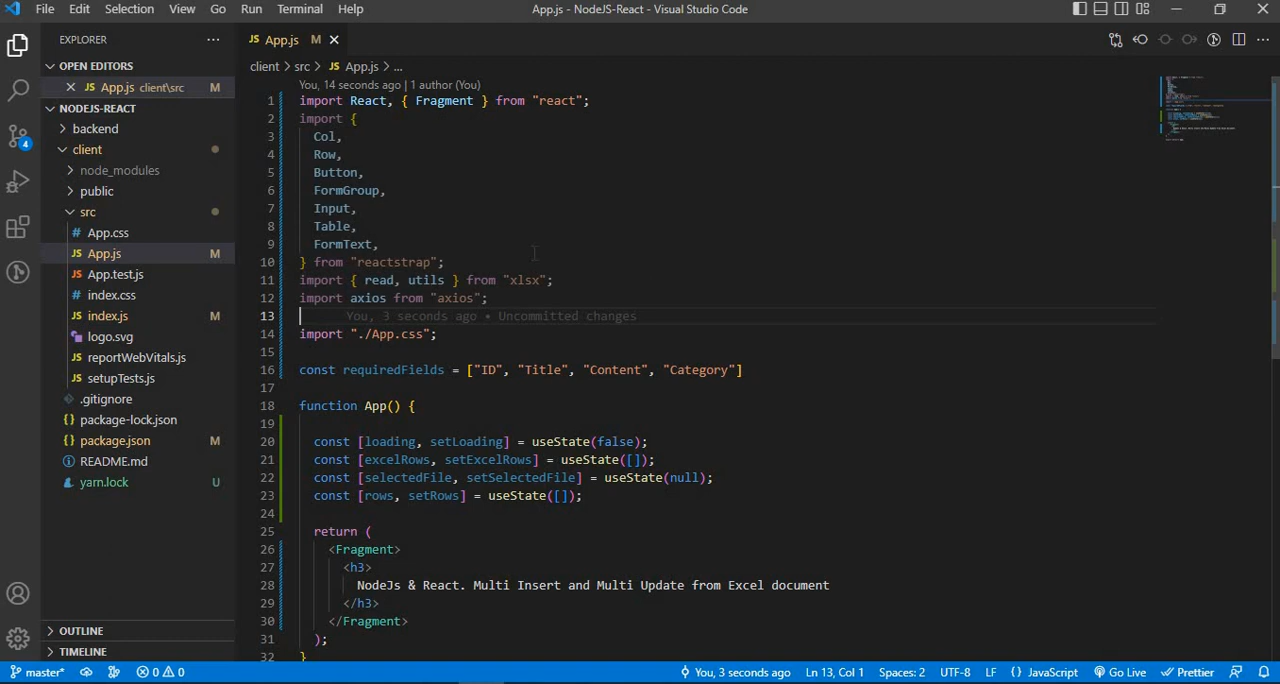 File Edit Selection View Go Run Terminal Help App.js - NodeJS-React - Visual Studio Code
EXPLORER ...
JS App.js M
OPEN EDITORS
JS App.js client\src M
client > src > JS App.js > ...
You, 14 seconds ago | 1 author (You)
NODEJS-REACT
backend
client
node_modules
public
src
# App.css
JS App.js M
JS App.test.js
# index.css
JS index.js M
logo.svg
JS reportWebVitals.js
JS setupTests.js
.gitignore
{} package-lock.json
{} package.json M
README.md
yarn.lock U
OUTLINE
TIMELINE
4
1 import React, { Fragment } from "react";
2 import {
3 Col,
4 Row,
5 Button,
6 FormGroup,
7 Input,
8 Table,
9 FormText,
10 } from "reactstrap";
11 import { read, utils } from "xlsx";
12 import axios from "axios";
13 You, 3 seconds ago • Uncommitted changes
14 import "./App.css";
15
16 const requiredFields = ["ID", "Title", "Content", "Category"]
17
18 function App() {
19
20 const [loading, setLoading] = useState(false);
21 const [excelRows, setExcelRows] = useState([]);
22 const [selectedFile, setSelectedFile] = useState(null);
23 const [rows, setRows] = useState([]);
24
25 return (
26 <Fragment>
27 <h3>
28 NodeJs & React. Multi Insert and Multi Update from Excel document
29 </h3>
30 </Fragment>
31 );
32 }
master* 0 0 You, 3 seconds ago Ln 13, Col 1 Spaces: 2 UTF-8 LF {} JavaScript Go Live Prettier